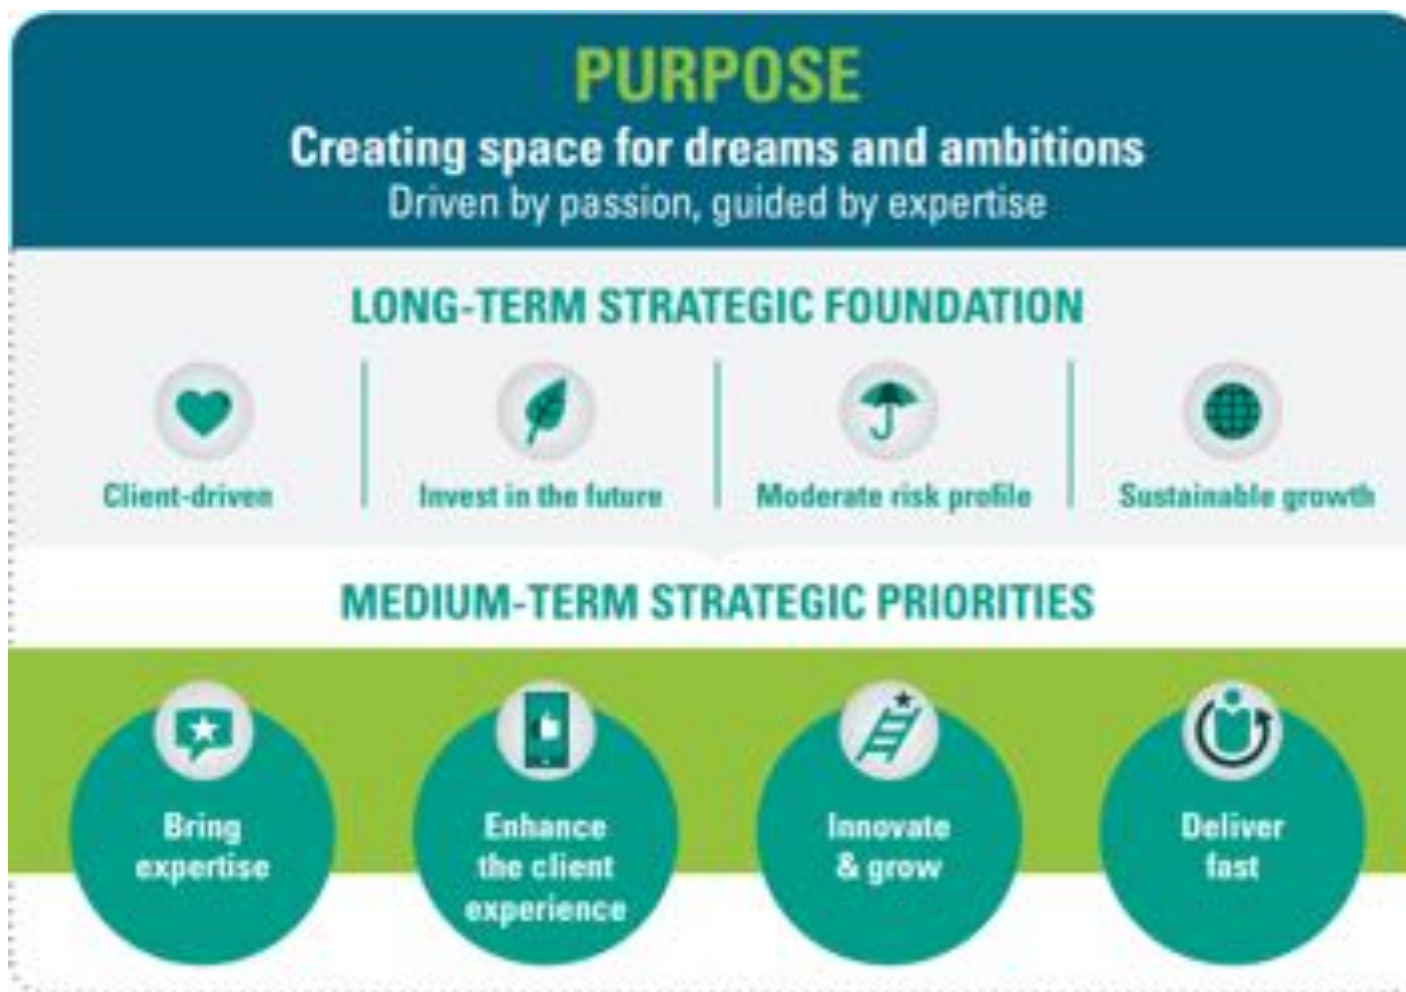 PURPOSE
Creating space for dreams and ambitions
Driven by passion, guided by expertise
LONG-TERM STRATEGIC FOUNDATION
Client-driven
Invest in the future
Moderate risk profile
Sustainable growth
MEDIUM-TERM STRATEGIC PRIORITIES
Bring
expertise
Enhance
the client
experience
Innovate
& grow
Deliver
fast